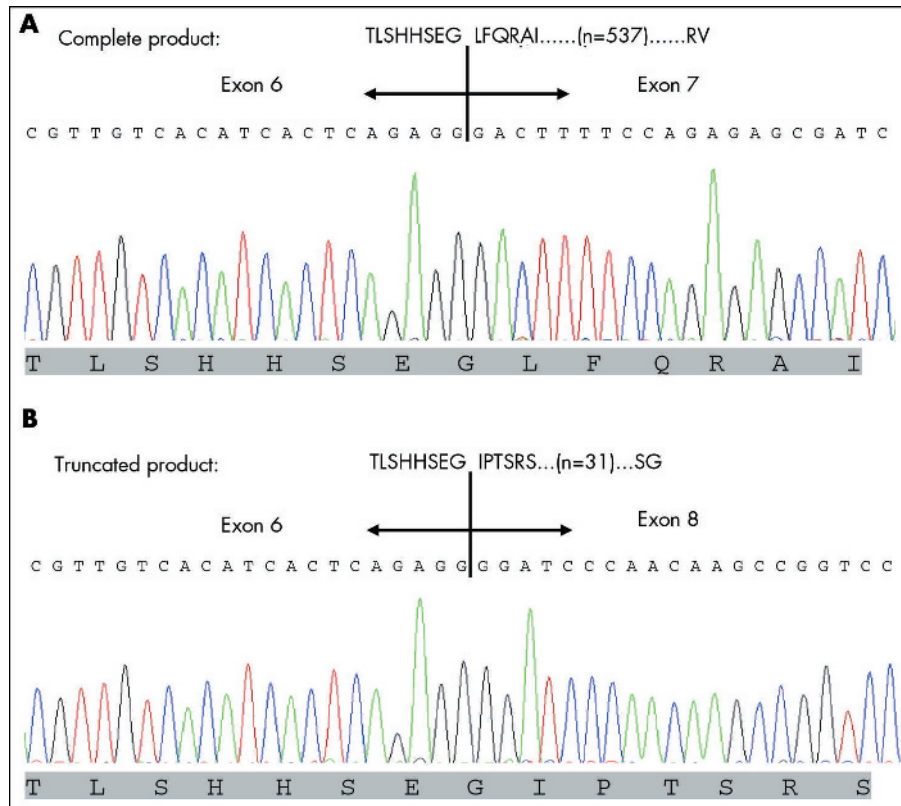 A
Complete product: TLSHHSEG LFQRAI......(n=537)......RV
Exon 6 Exon 7
C G T T G T C A C A T C A C T C A G A G G G A C T T T T C C A G A G A G C G A T C
T L S H H S E G L F Q R A I
B
Truncated product: TLSHHSEG IPTSRS...(n=31)...SG
Exon 6 Exon 8
C G T T G T C A C A T C A C T C A G A G G G G A T C C C A A C A A G C C G G T C C
T L S H H S E G I P T S R S